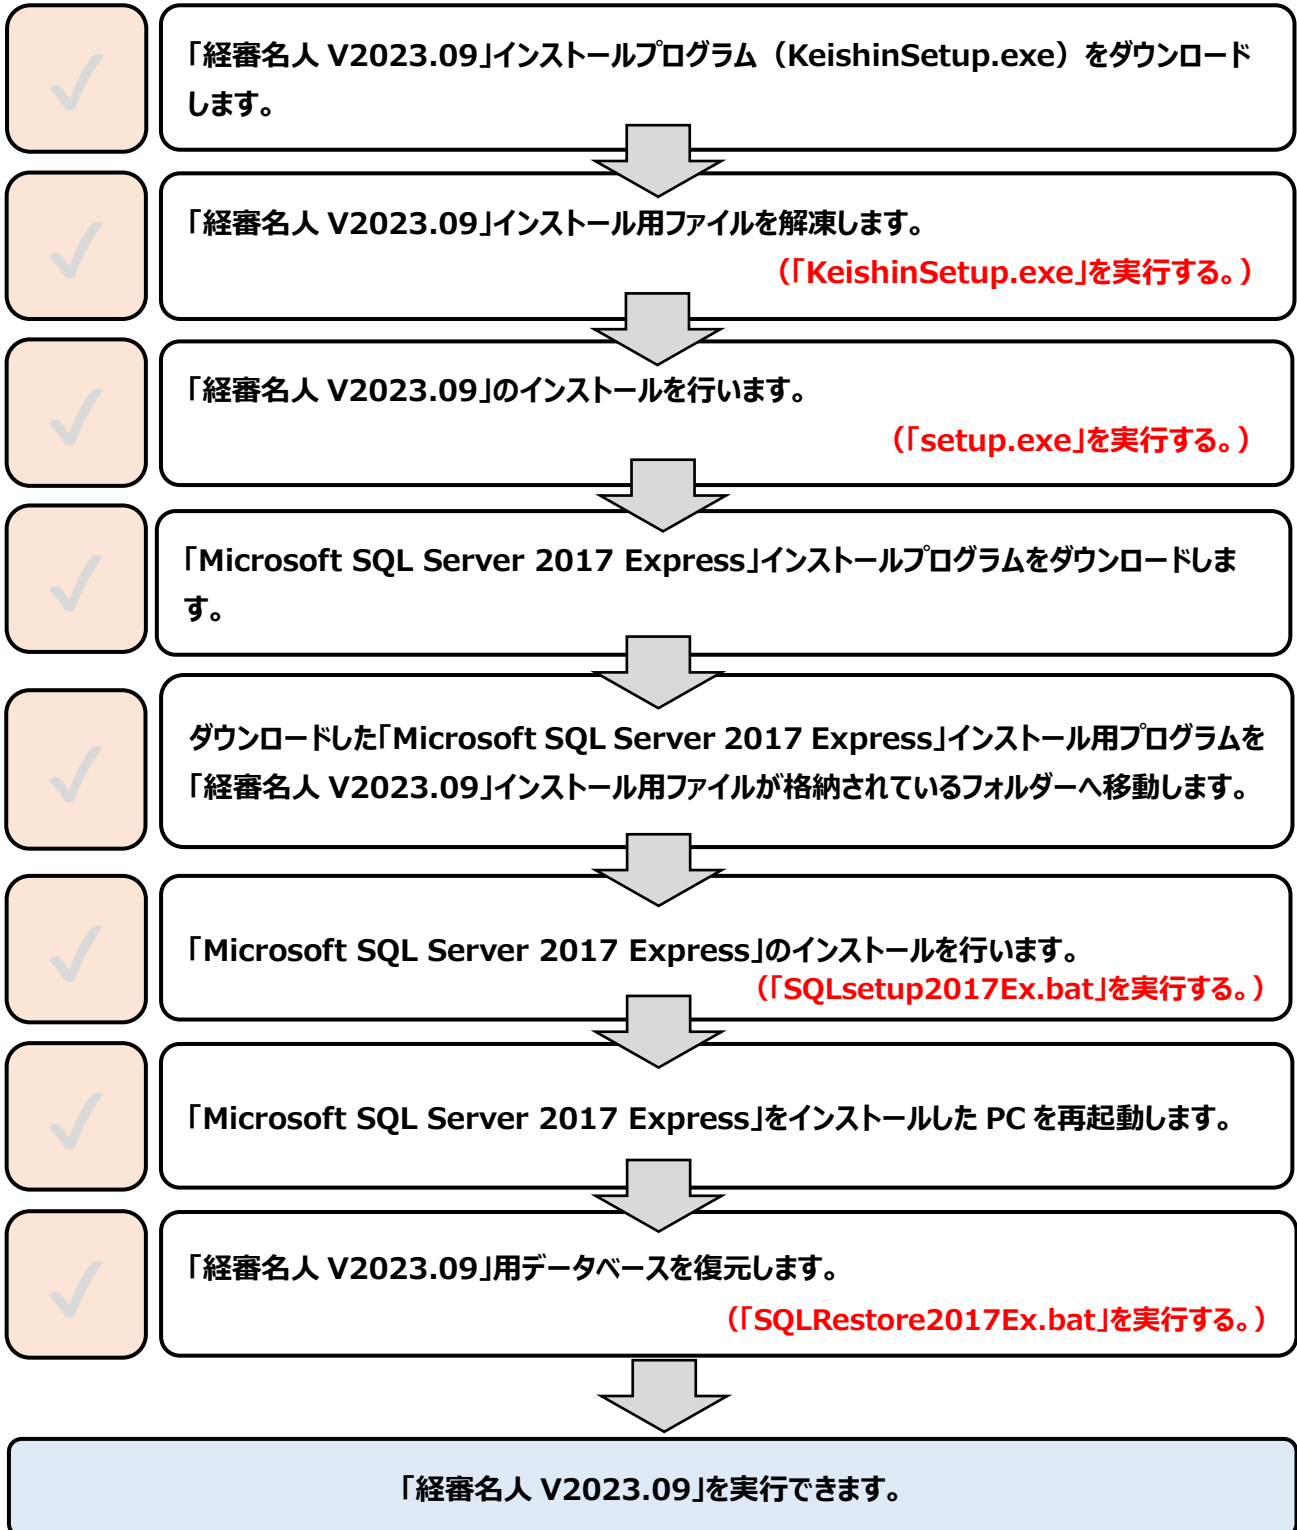 「経審名人 V2023.09」インストールプログラム（KeishinSetup.exe）をダウンロード
します。
「経審名人 V2023.09」インストール用ファイルを解凍します。
（「KeishinSetup.exe」を実行する。）
「経審名人 V2023.09」のインストールを行います。
（「setup.exe」を実行する。）
「Microsoft SQL Server 2017 Express」インストールプログラムをダウンロードしま
す。
ダウンロードした「Microsoft SQL Server 2017 Express」インストール用プログラムを
「経審名人 V2023.09」インストール用ファイルが格納されているフォルダーへ移動します。
「Microsoft SQL Server 2017 Express」のインストールを行います。
（「SQLsetup2017Ex.bat」を実行する。）
「Microsoft SQL Server 2017 Express」をインストールした PC を再起動します。
「経審名人 V2023.09」用データベースを復元します。
（「SQLRestore2017Ex.bat」を実行する。）
「経審名人 V2023.09」を実行できます。